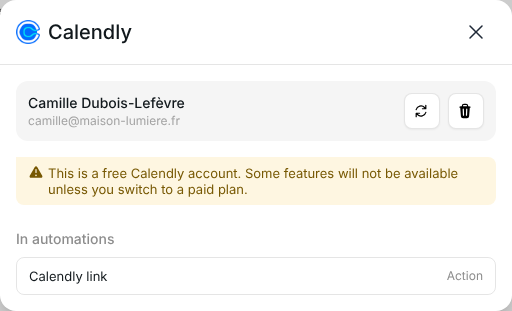 Calendly
Camille Dubois-Lefèvre
camille@maison-lumiere.fr
This is a free Calendly account. Some features will not be available
unless you switch to a paid plan.
In automations
Calendly link
Action